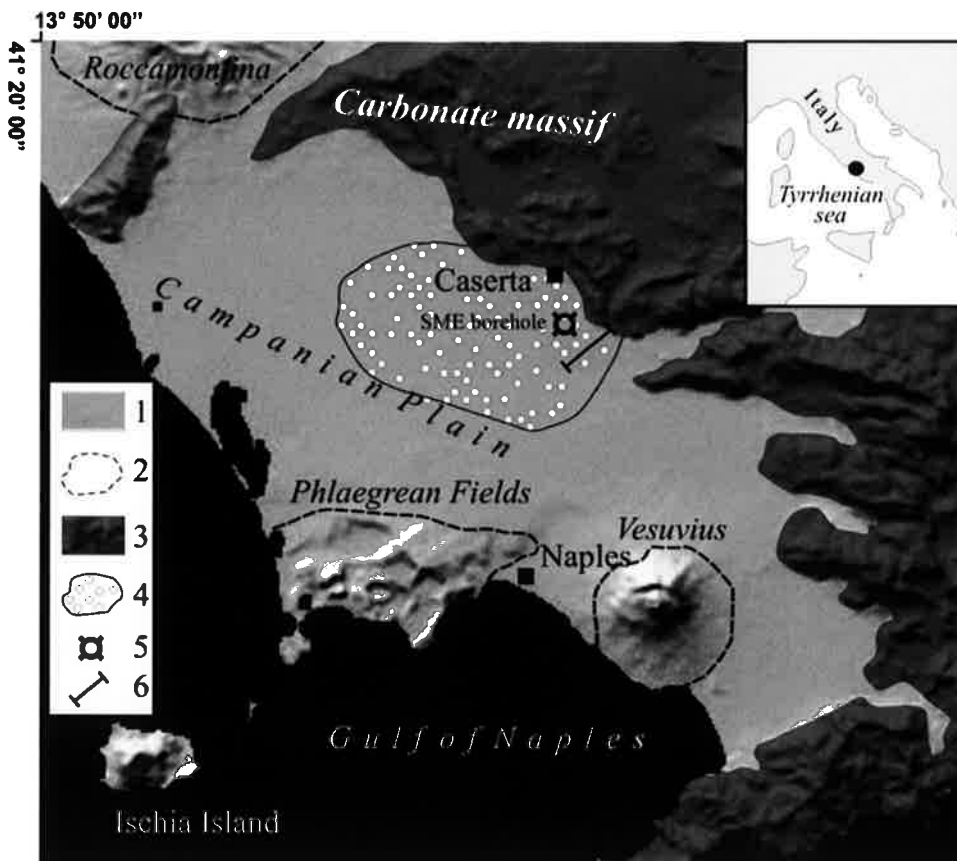 13° 50' 00"
41° 20' 00"
Roccamonfina
Carbonate massif
Italy
Tyrrhenian
sea
Caserta
SME borehole
Campanian Plain
1
2
3
4
5
6
Phlaegrean Fields
Vesuvius
Naples
Gulf of Naples
Ischia Island